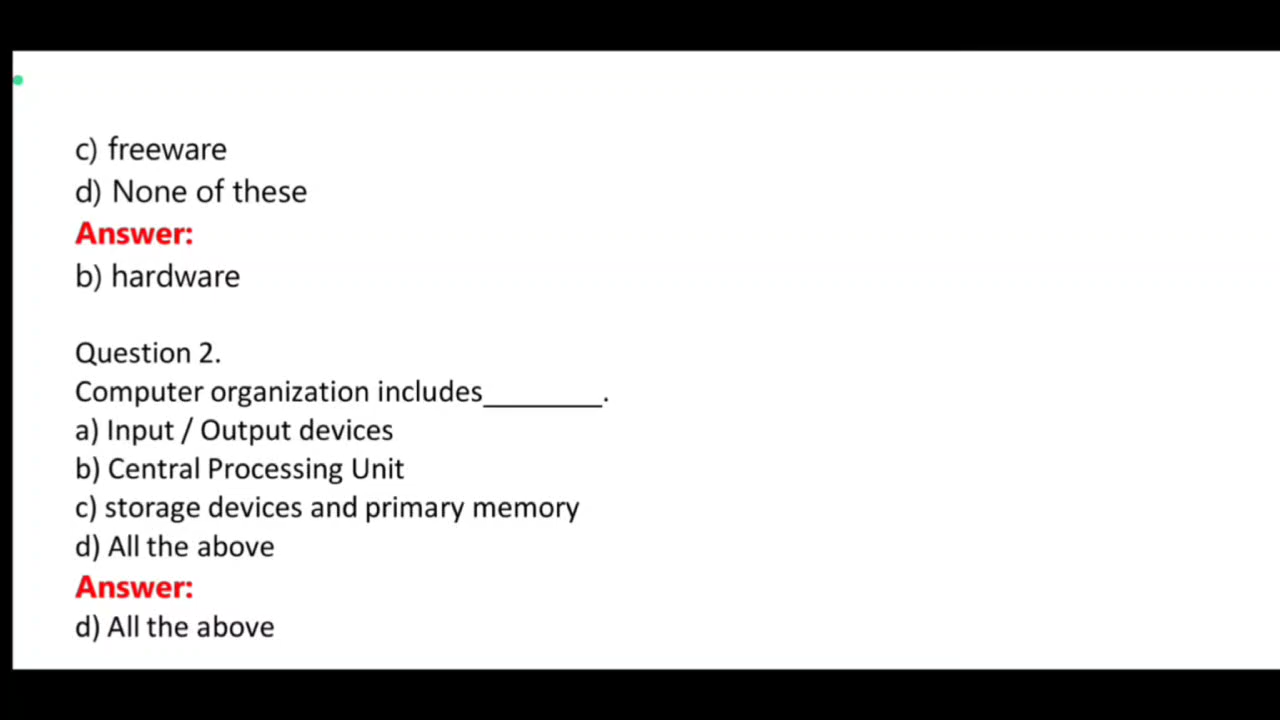 c) freeware
d) None of these
Answer:
b) hardware
Question 2.
Computer organization includes________.
a) Input / Output devices
b) Central Processing Unit
c) storage devices and primary memory
d) All the above
Answer:
d) All the above